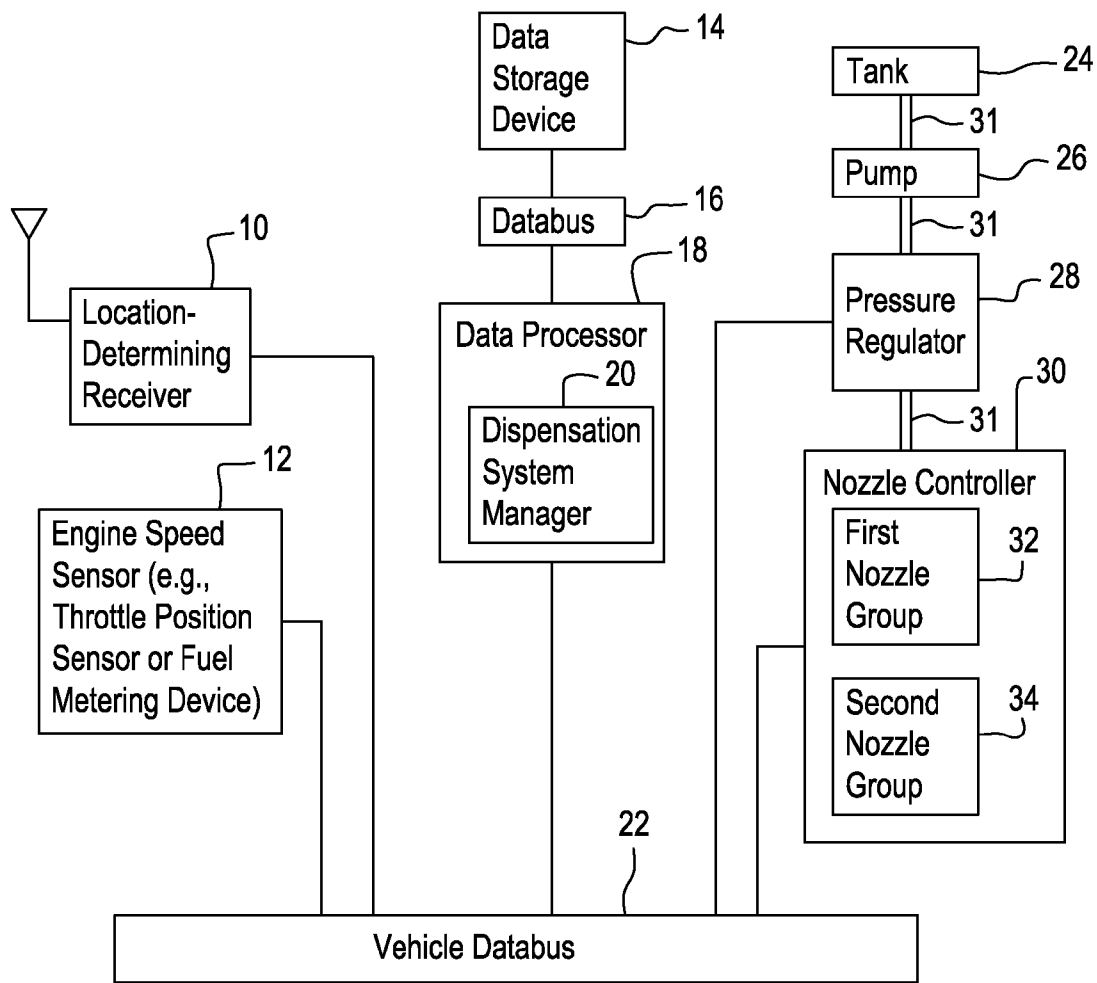 Data
Storage
Device
14
Tank
24
31
Pump
26
31
Databus
16
10
Location-
Determining
Receiver
18
Data Processor
20
Dispensation
System
Manager
Pressure
Regulator
28
31
30
Nozzle Controller
First
Nozzle
Group
32
Second
Nozzle
Group
34
12
Engine Speed
Sensor (e.g.,
Throttle Position
Sensor or Fuel
Metering Device)
22
Vehicle Databus